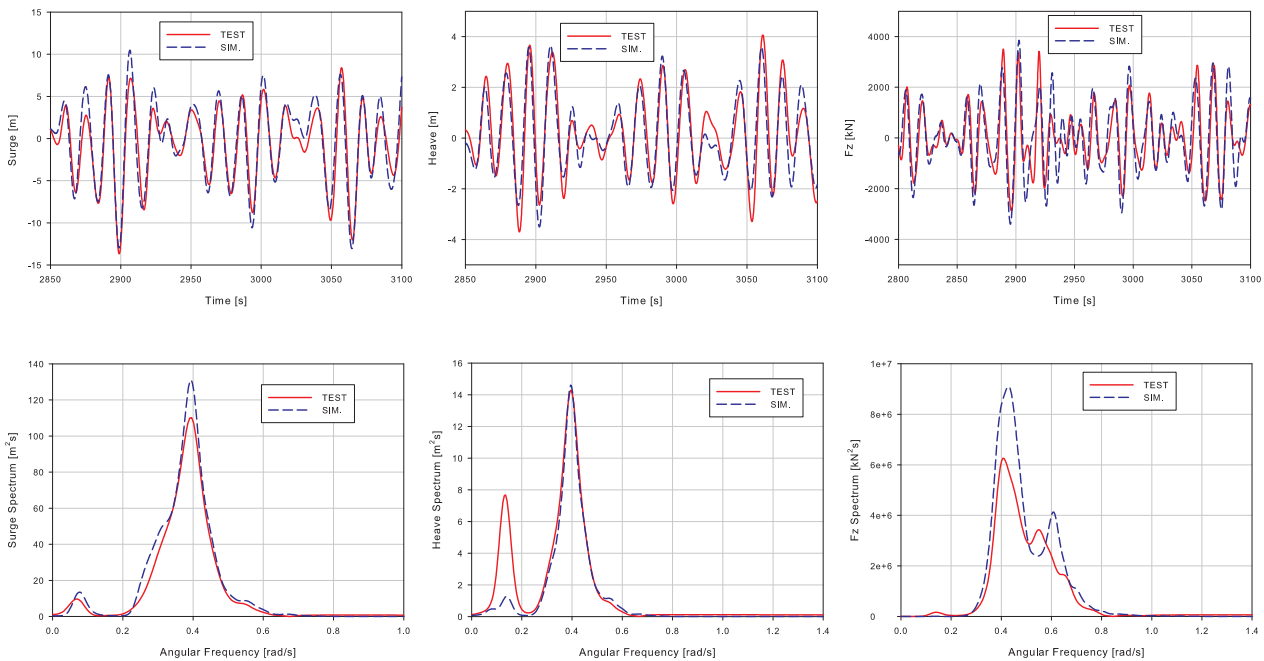 Surge [m]
15
10
5
0
-5
-10
-15
TEST
SIM.
2850 2900 2950 3000 3050 3100
Time [s]
Heave [m]
4
2
0
-2
-4
TEST
SIM.
2850 2900 2950 3000 3050 3100
Time [s]
Fz [kN]
4000
2000
0
-2000
-4000
TEST
SIM.
2800 2850 2900 2950 3000 3050 3100
Time [s]
Surge Spectrum [m²s]
140
120
100
80
60
40
20
0
TEST
SIM.
0.0 0.2 0.4 0.6 0.8 1.0
Angular Frequency [rad/s]
Heave Spectrum [m²s]
16
14
12
10
8
6
4
2
0
TEST
SIM.
0.0 0.2 0.4 0.6 0.8 1.0 1.2 1.4
Angular Frequency [rad/s]
Fz Spectrum [kN²s]
1e+7
8e+6
6e+6
4e+6
2e+6
0
TEST
SIM.
0.0 0.2 0.4 0.6 0.8 1.0 1.2 1.4
Angular Frequency [rad/s]